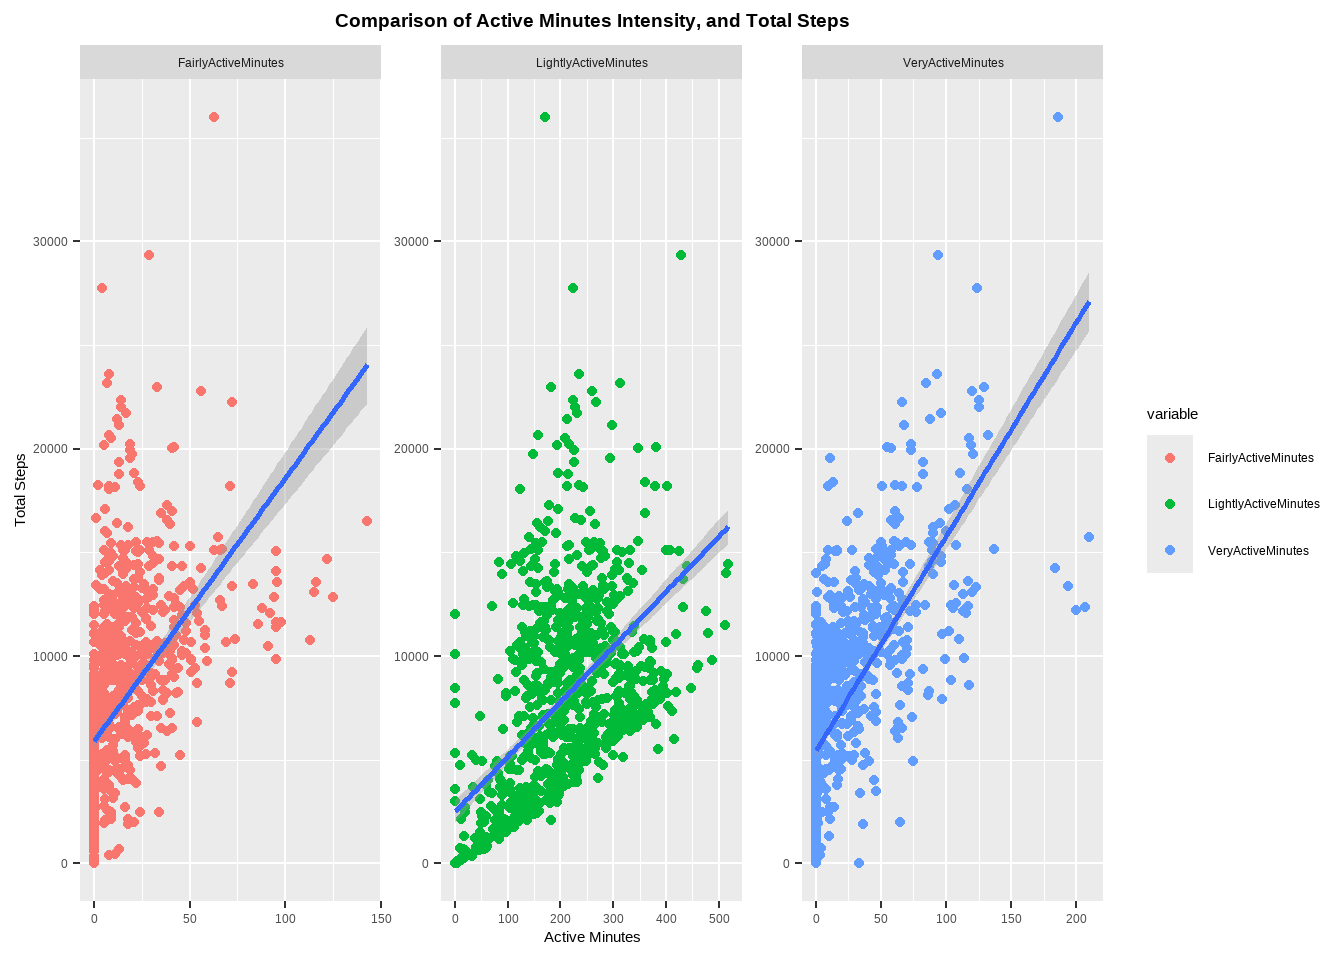 Comparison of Active Minutes Intensity, and Total Steps
FairlyActiveMinutes
LightlyActiveMinutes
VeryActiveMinutes
Total Steps
30000
20000
10000
0
30000
20000
10000
0
30000
20000
10000
0
0 50 100 150
0 100 200 300 400 500
0 50 100 150 200
Active Minutes
variable
FairlyActiveMinutes
LightlyActiveMinutes
VeryActiveMinutes